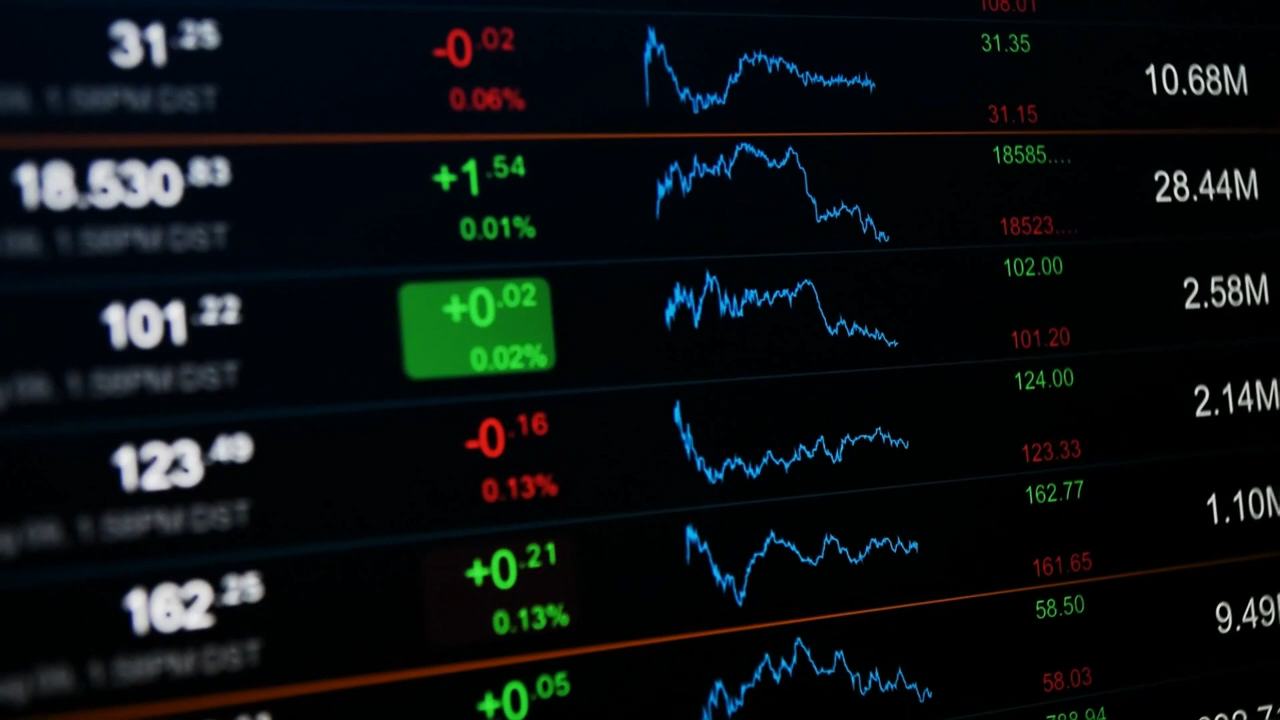 108.01
31.25 -0.02 31.35 10.68M
0.06% 31.15
18.530.83 +1.54 18585.... 28.44M
0.01% 18523....
101.22 +0.02 102.00 2.58M
0.02% 101.20
123.49 -0.16 124.00 2.14M
0.13% 123.33
162.25 +0.21 162.77 1.10M
0.13% 161.65
+0.05 58.50 9.49
58.03